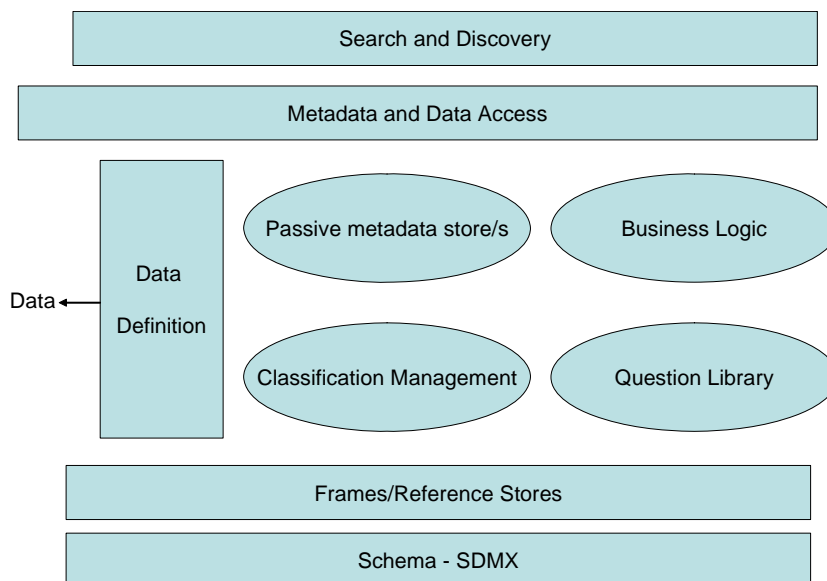 Search and Discovery
Metadata and Data Access
Passive metadata store/s
Business Logic
Data
Data
Definition
Classification Management
Question Library
Frames/Reference Stores
Schema - SDMX